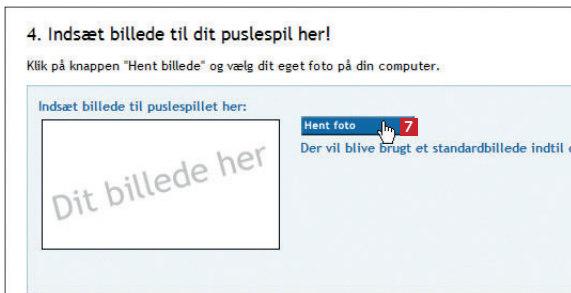 4. Indsæt billede til dit puslespil her!
Klik på knappen "Hent billede" og vælg dit eget foto på din computer.
Indsæt billede til puslespillet her:
Dit billede her
Hent foto 7
Der vil blive brugt et standardbillede indtil